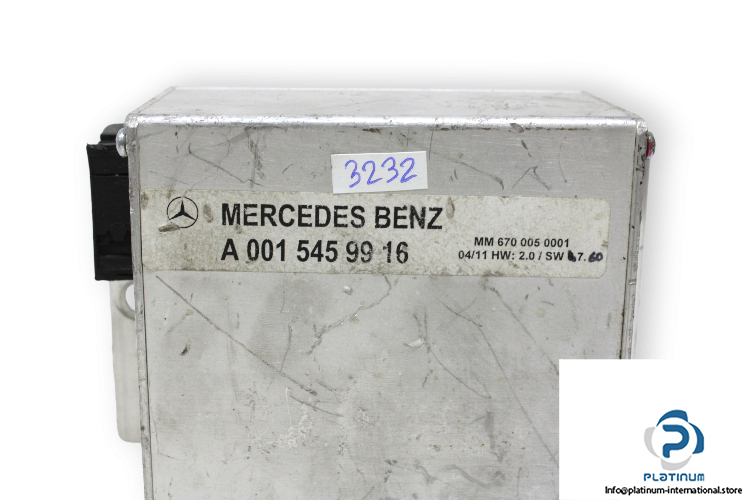 3232
MERCEDES BENZ
A 001 545 99 16
MM 670 005 0001
04/11 HW: 2.0 / SW 7.60
PLATINUM
Info@platinum-international.store